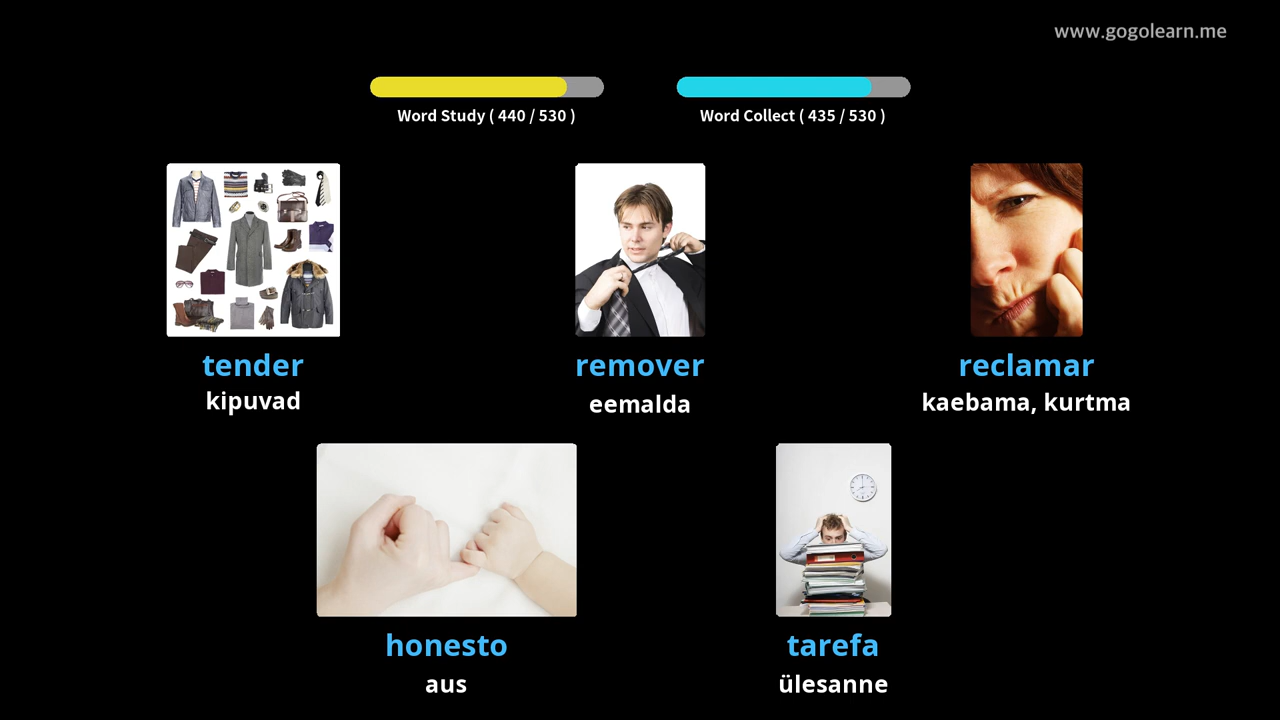 www.gogolearn.me
Word Study ( 440 / 530 )
Word Collect ( 435 / 530 )
tender
kipuvad
remover
eemalda
reclamar
kaebama, kurtma
honesto
aus
tarefa
ülesanne